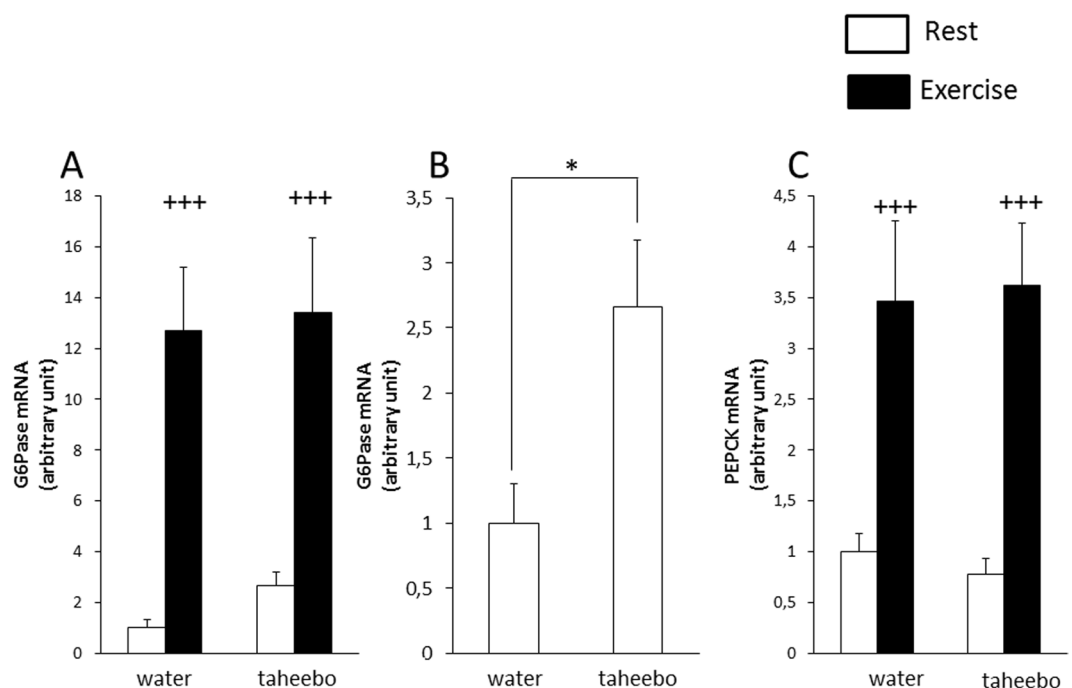 Rest
Exercise
A
18
16
14
12
10
8
6
4
2
0
G6Pase mRNA
(arbitrary unit)
+++
+++
water
taheebo
B
*
3,5
3
2,5
2
1,5
1
0,5
0
G6Pase mRNA
(arbitrary unit)
water
taheebo
C
4,5
4
3,5
3
2,5
2
1,5
1
0,5
0
PEPCK mRNA
(arbitrary unit)
+++
+++
water
taheebo